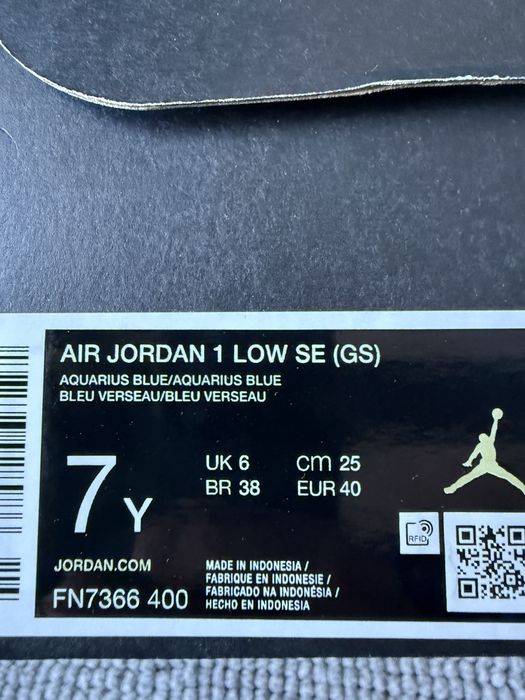 AIR JORDAN 1 LOW SE (GS)
AQUARIUS BLUE/AQUARIUS BLUE
BLEU VERSEAU/BLEU VERSEAU
7 Y
UK 6 cm 25
BR 38 EUR 40
RFID
JORDAN.COM
FN7366 400
MADE IN INDONESIA /
FABRIQUE EN INDONESIE /
FABRICADO NA INDONÉSIA /
HECHO EN INDONESIA